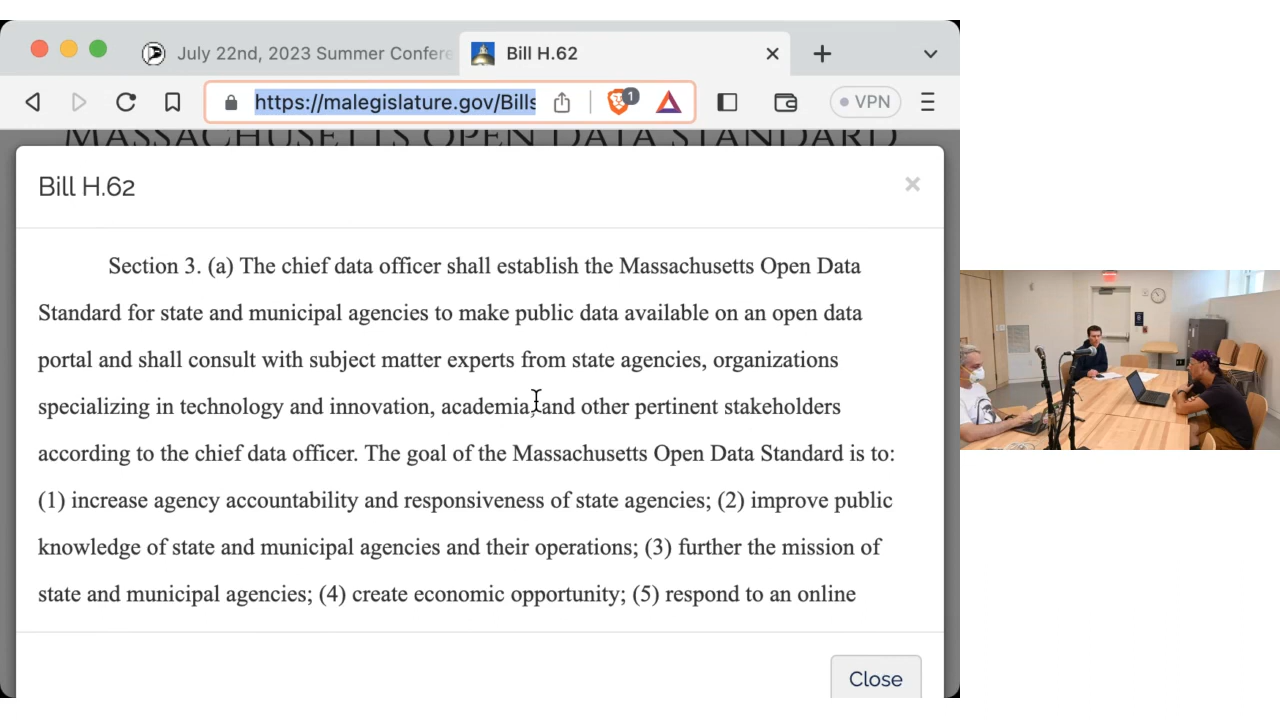 July 22nd, 2023 Summer Confere
Bill H.62
https://malegislature.gov/Bills
1
VPN
MASSACHUSETTS OPEN DATA STANDARD
Bill H.62
Section 3. (a) The chief data officer shall establish the Massachusetts Open Data
Standard for state and municipal agencies to make public data available on an open data
portal and shall consult with subject matter experts from state agencies, organizations
specializing in technology and innovation, academia, and other pertinent stakeholders
according to the chief data officer. The goal of the Massachusetts Open Data Standard is to:
(1) increase agency accountability and responsiveness of state agencies; (2) improve public
knowledge of state and municipal agencies and their operations; (3) further the mission of
state and municipal agencies; (4) create economic opportunity; (5) respond to an online
Close